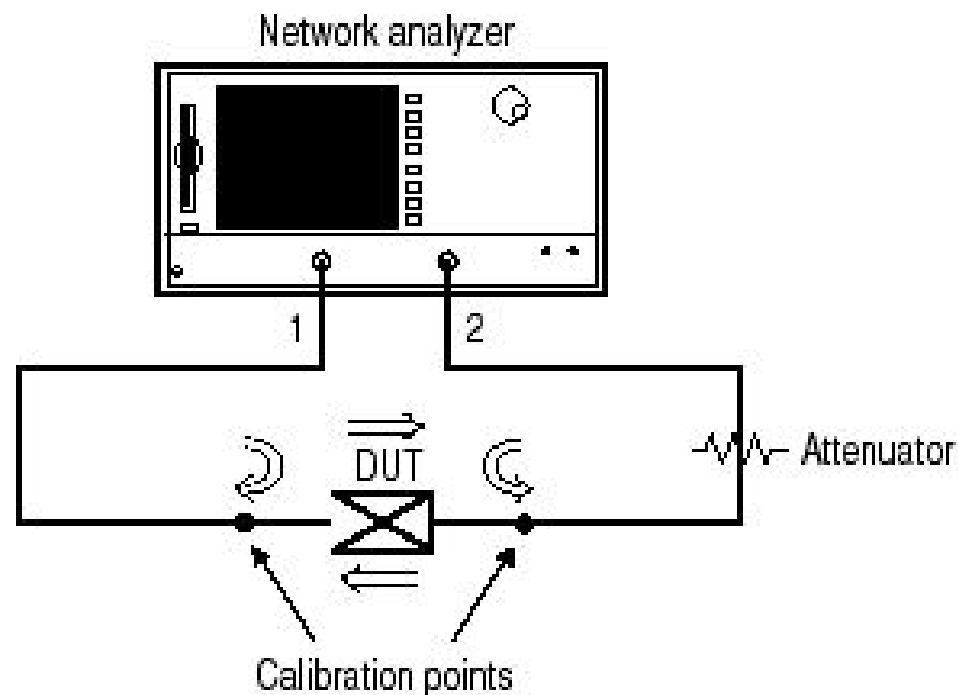 Network analyzer
1
2
DUT
Attenuator
Calibration points